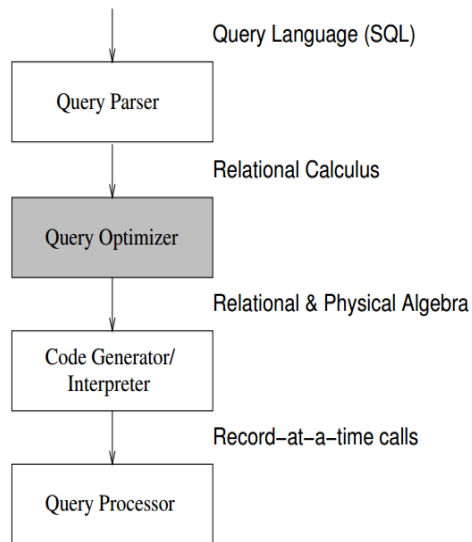 Query Language (SQL)
Query Parser
Relational Calculus
Query Optimizer
Relational & Physical Algebra
Code Generator/
Interpreter
Record−at−a−time calls
Query Processor